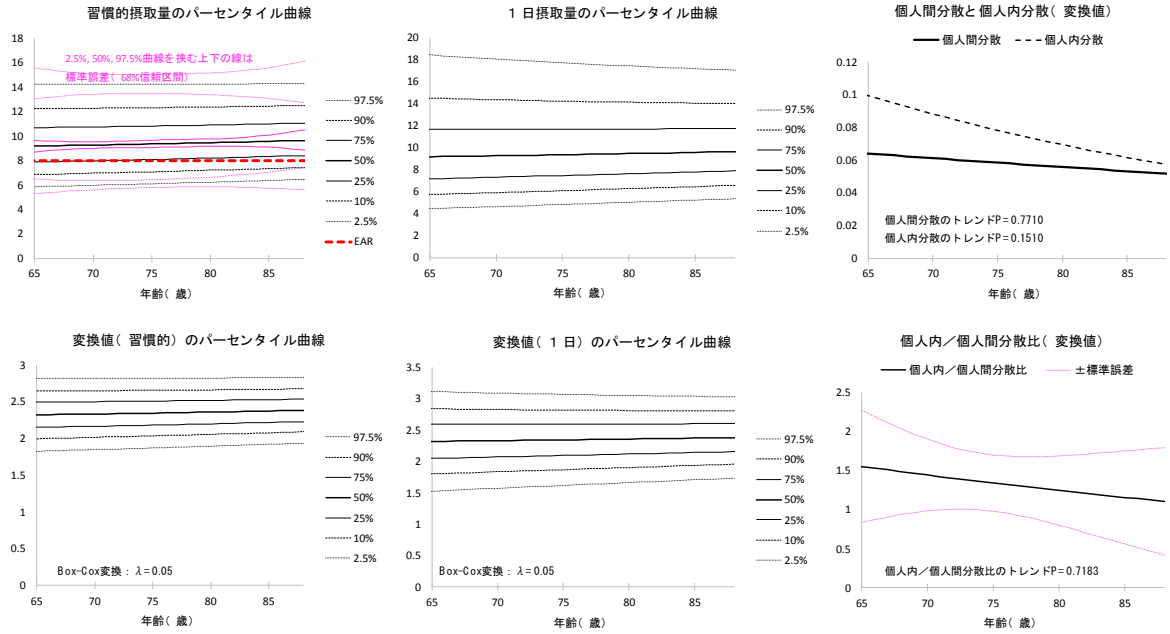 習慣的摂取量のパーセンタイル曲線
18
16
14
12
10
8
6
4
2
0
2.5%, 50%, 97.5%曲線を挟む上下の線は
標準誤差( 68%信頼区間)
65 70 75 80 85
年齢( 歳)
97.5%
90%
75%
50%
25%
10%
2.5%
EAR
1 日摂取量のパーセンタイル曲線
20
18
16
14
12
10
8
6
4
2
0
65 70 75 80 85
年齢( 歳)
97.5%
90%
75%
50%
25%
10%
2.5%
個人間分散と個人内分散( 変換値)
個人間分散 個人内分散
0.12
0.1
0.08
0.06
0.04
0.02
0
個人間分散のトレンドP= 0.7710
個人内分散のトレンドP= 0.1510
65 70 75 80 85
年齢( 歳)
変換値( 習慣的) のパーセンタイル曲線
3
2.5
2
1.5
1
0.5
0
Box-Cox変換： λ= 0.05
65 70 75 80 85
年齢( 歳)
97.5%
90%
75%
50%
25%
10%
2.5%
変換値( 1 日) のパーセンタイル曲線
3.5
3
2.5
2
1.5
1
0.5
0
Box-Cox変換： λ= 0.05
65 70 75 80 85
年齢( 歳)
97.5%
90%
75%
50%
25%
10%
2.5%
個人内／個人間分散比( 変換値)
個人内／個人間分散比 ±標準誤差
2.5
2
1.5
1
0.5
0
個人内／個人間分散比のトレンドP= 0.7183
65 70 75 80 85
年齢( 歳)